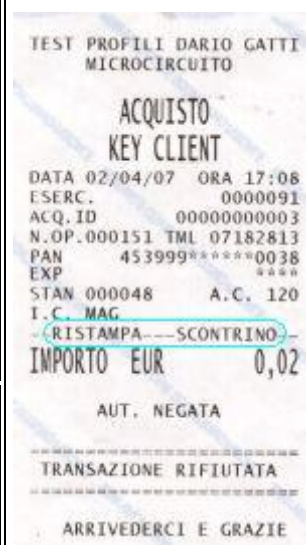 TEST PROFILI DARIO GATTI
MICROCIRCUITO
ACQUISTO
KEY CLIENT
DATA 02/04/07 ORA 17:08
ESERC. 0000091
ACQ.ID 00000000003
N.OP.000151 TML 07182813
PAN 453999******0038
EXP ****
STAN 000048 A.C. 120
I.C. MAG
--RISTAMPA---SCONTRINO--
IMPORTO EUR 0,02
AUT. NEGATA
========================
TRANSAZIONE RIFIUTATA
========================
ARRIVEDERCI E GRAZIE